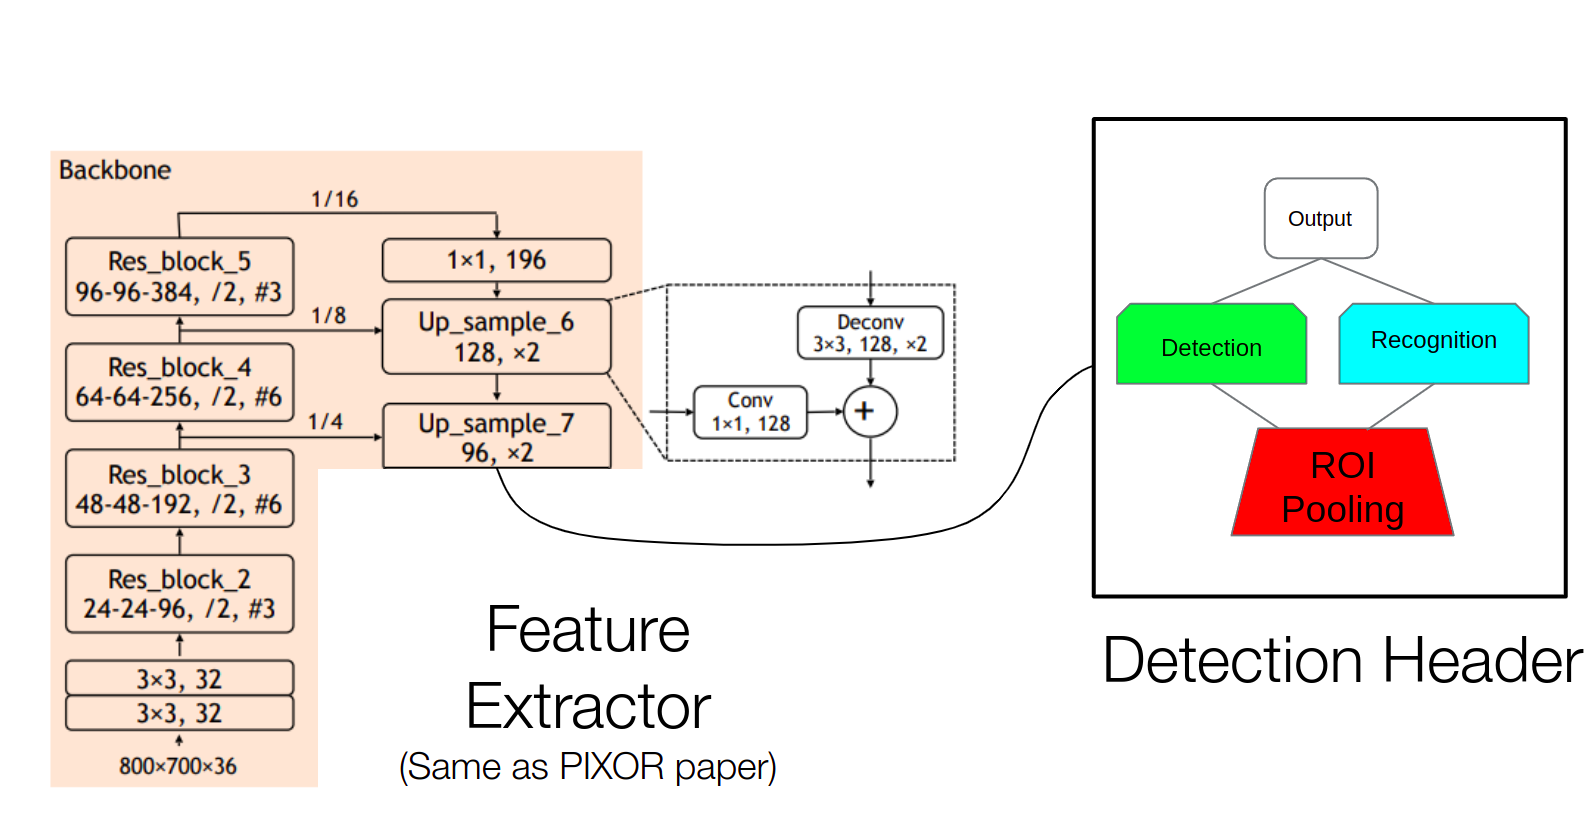 Backbone
1/16
Res_block_5
96-96-384, /2, #3
1×1, 196
1/8
Up_sample_6
128, ×2
Res_block_4
64-64-256, /2, #6
1/4
Up_sample_7
96, ×2
Res_block_3
48-48-192, /2, #6
Res_block_2
24-24-96, /2, #3
3×3, 32
3×3, 32
800×700×36
Deconv
3×3, 128, ×2
Conv
1×1, 128
+
Feature
Extractor
(Same as PIXOR paper)
Output
Detection
Recognition
ROI
Pooling
Detection Header